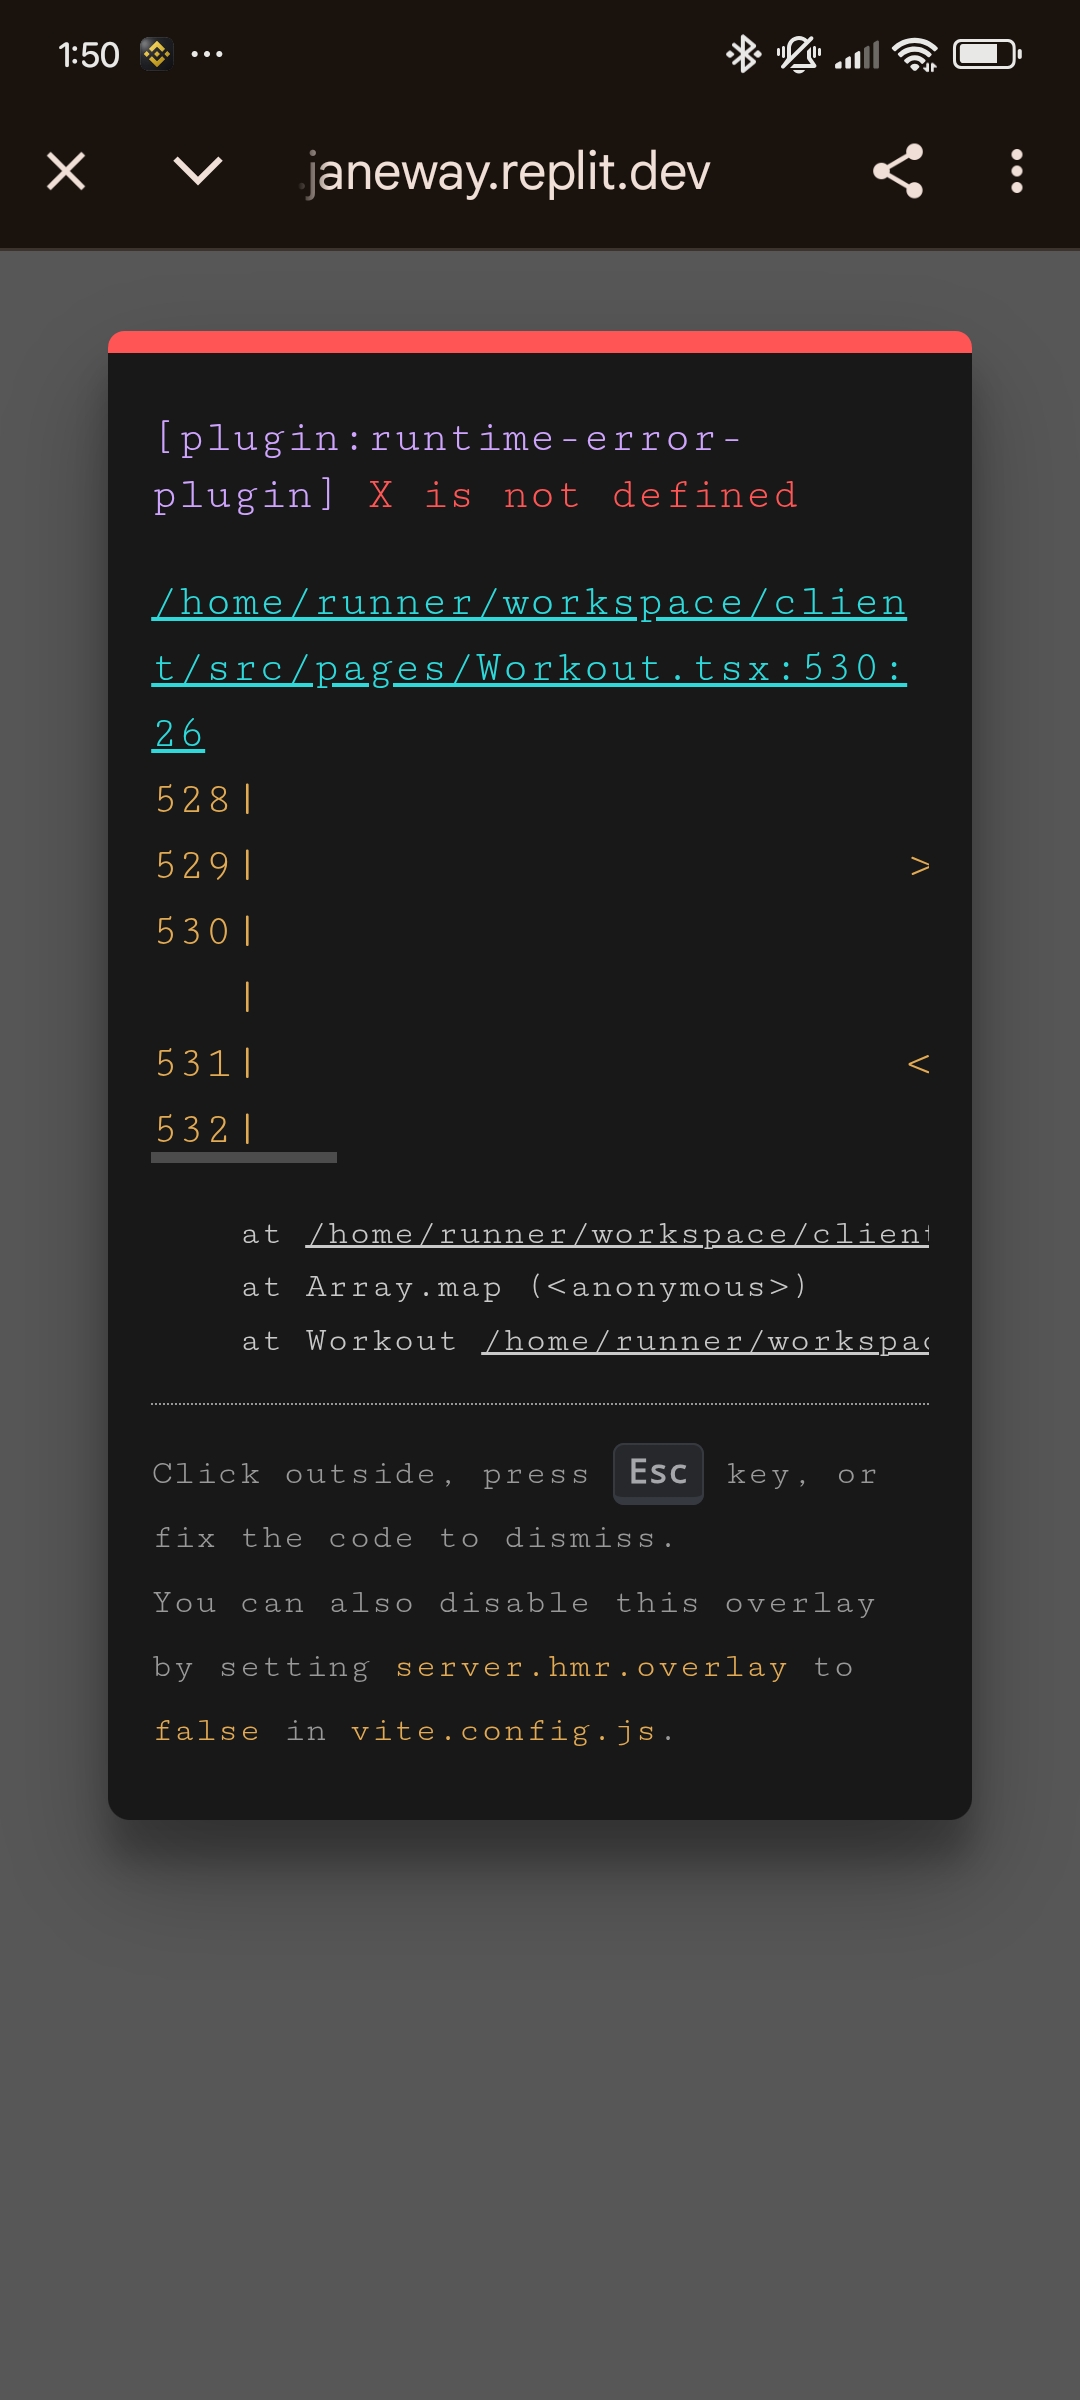 1:50
.janeway.replit.dev
[plugin:runtime-error-
plugin] X is not defined
/home/runner/workspace/clien
t/src/pages/Workout.tsx:530:
26
528|
529| >
530|
|
531| <
532|
at /home/runner/workspace/client
at Array.map (<anonymous>)
at Workout /home/runner/workspac
Click outside, press Esc key, or
fix the code to dismiss.
You can also disable this overlay
by setting server.hmr.overlay to
false in vite.config.js.